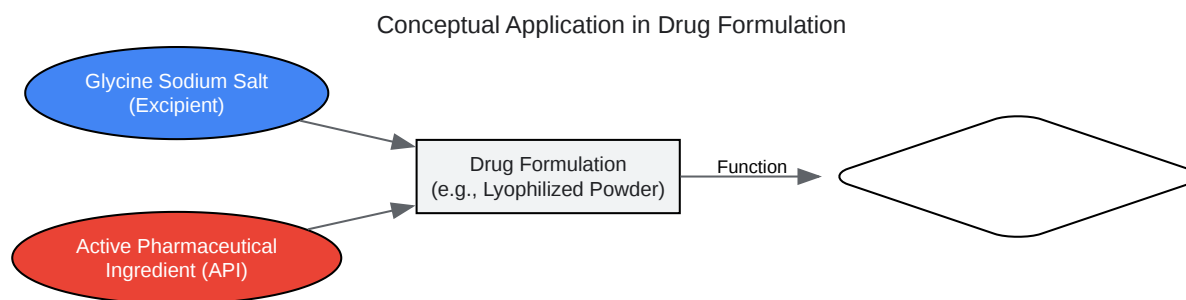 Conceptual Application in Drug Formulation
Glycine Sodium Salt
(Excipient)
Drug Formulation
(e.g., Lyophilized Powder)
Function
Active Pharmaceutical
Ingredient (API)